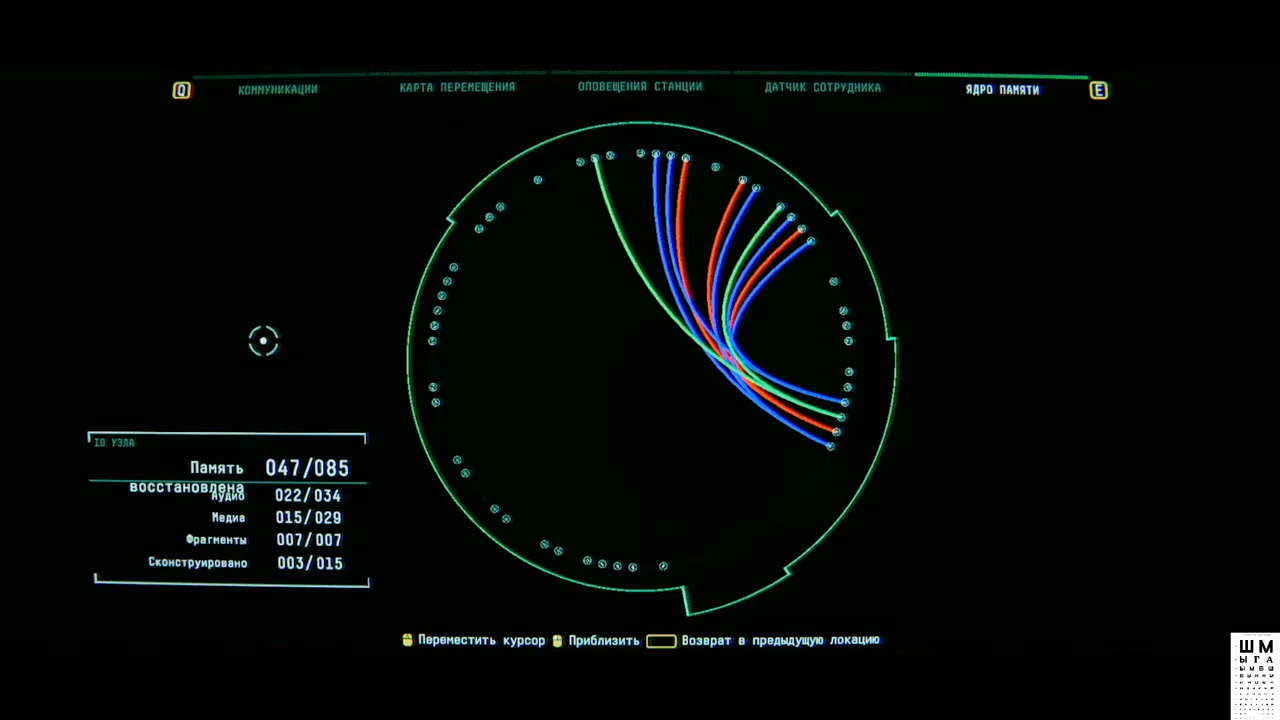 Q КОММУНИКАЦИИ КАРТА ПЕРЕМЕЩЕНИЯ ОПОВЕЩЕНИЯ СТАНЦИИ ДАТЧИК СОТРУДНИКА ЯДРО ПАМЯТИ E
ID УЗЛА
Память 047/085
восстановлена
Аудио 022/034
Медиа 015/029
Фрагменты 007/007
Сконструировано 003/015
Переместить курсор Приблизить Возврат в предыдущую локацию
Ш М
Ы Г А